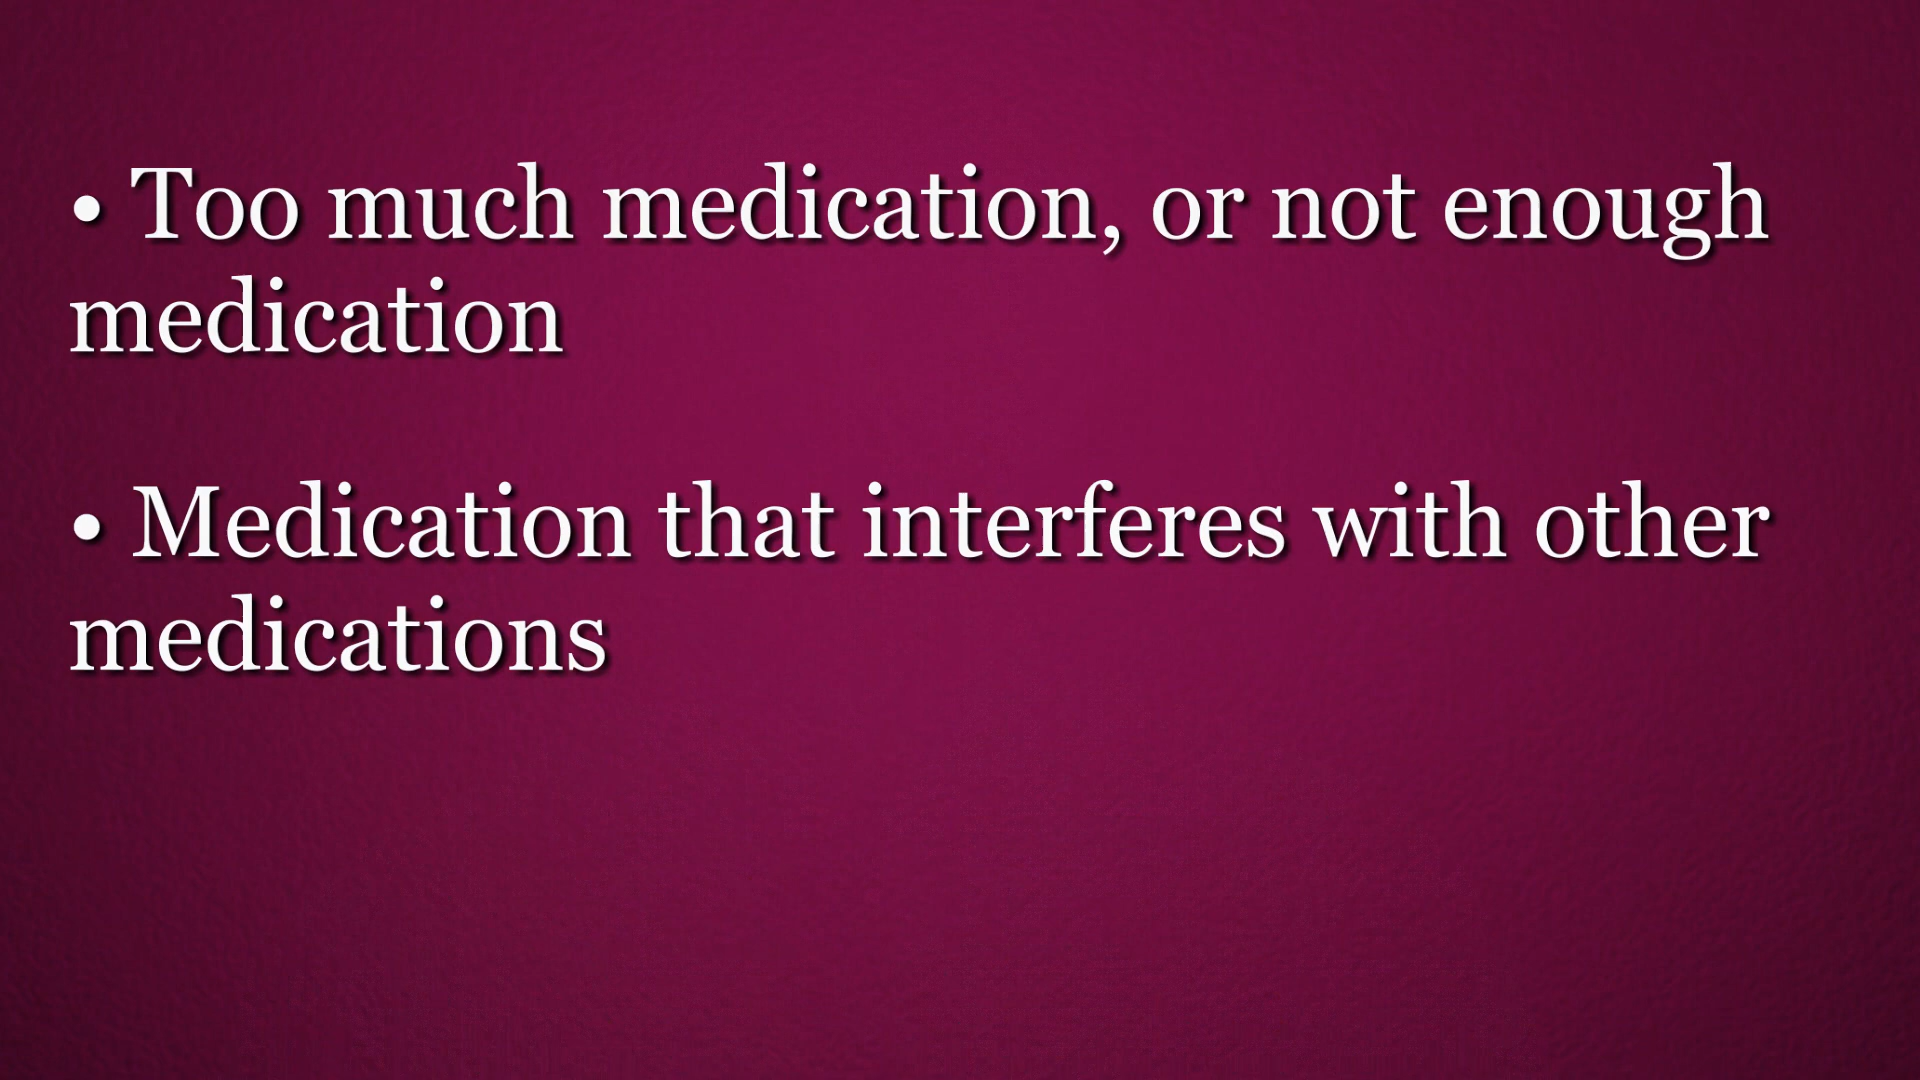 • Too much medication, or not enough
medication
• Medication that interferes with other
medications